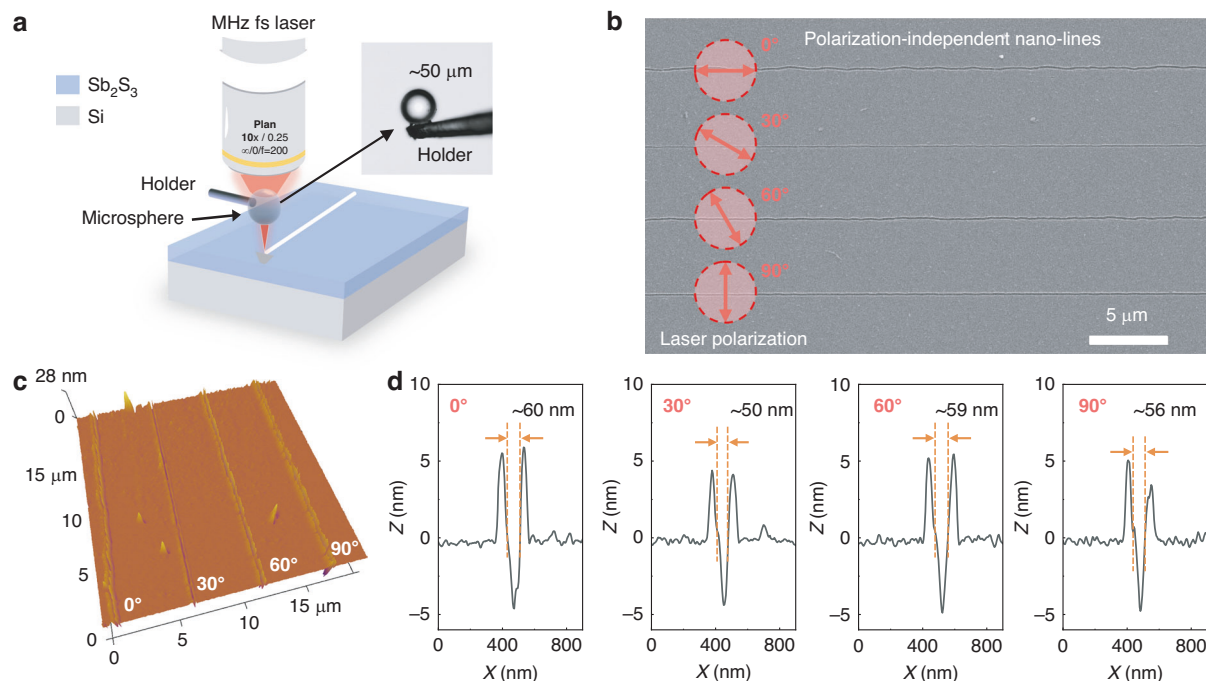 a
MHz fs laser
Sb₂S₃
Si
Plan
10x / 0.25
∞/0/f=200
~50 μm
Holder
Holder
Microsphere
b
Polarization-independent nano-lines
0°
30°
60°
90°
Laser polarization
5 μm
c
28 nm
0
15 μm
10
5
0
0
5
10
15 μm
0°
30°
60°
90°
d
10
5
0
−5
Z (nm)
0°
~60 nm
0 400 800
X (nm)
10
5
0
−5
Z (nm)
30°
~50 nm
0 400 800
X (nm)
10
5
0
−5
Z (nm)
60°
~59 nm
0 400 800
X (nm)
10
5
0
−5
Z (nm)
90°
~56 nm
0 400 800
X (nm)